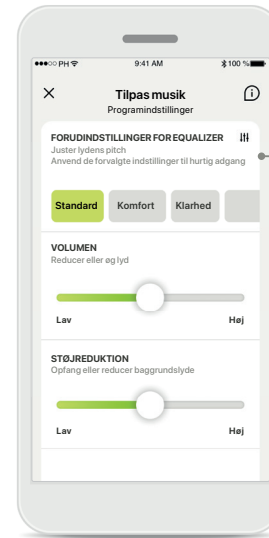 PH 9:41 AM 100 %
Tilpas musik
Programindstillinger
FORUDINDSTILLINGER FOR EQUALIZER
Juster lydens
pitch
Anvend de forvalgte indstillinger til hurtig adgang
Standard Komfort Klarhed
VOLUMEN
Reducer eller øg lyd
Lav Høj
STØJREDUKTION
Opfang eller reducer baggrundslyde
Lav Høj